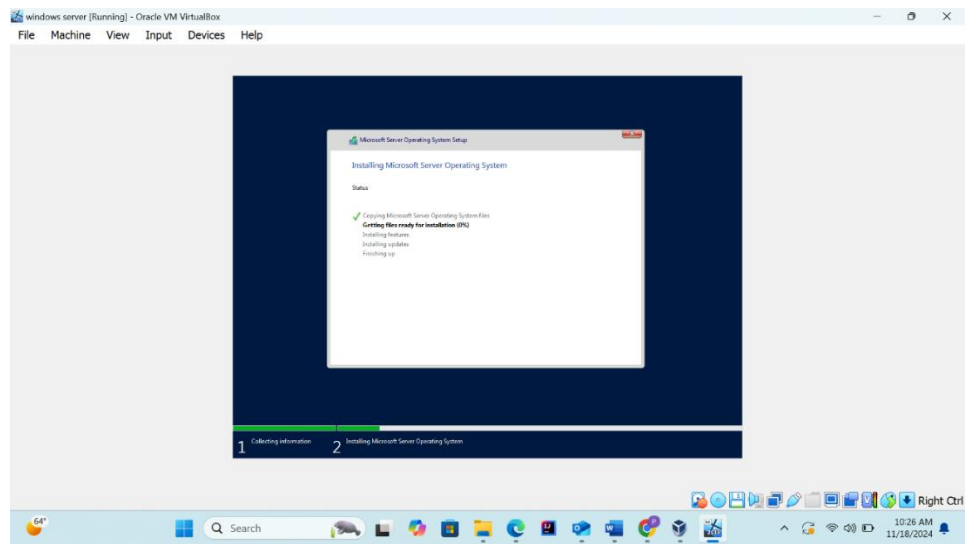 windows server [Running] - Oracle VM VirtualBox
File Machine View Input Devices Help
Microsoft Server Operating System Setup
Installing Microsoft Server Operating System
Status
Copying Microsoft Server Operating System files
Getting files ready for installation (0%)
Installing features
Installing updates
Finishing up
1 Collecting information 2 Installing Microsoft Server Operating System
Right Ctrl
64°
Search
10:26 AM
11/18/2024